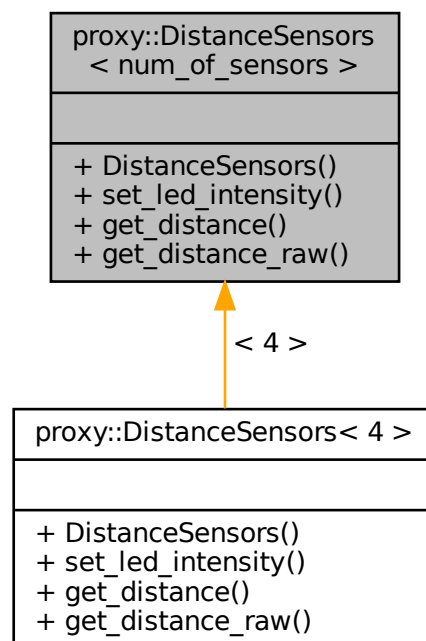 proxy::DistanceSensors
< num_of_sensors >
+ DistanceSensors()
+ set_led_intensity()
+ get_distance()
+ get_distance_raw()
< 4 >
proxy::DistanceSensors< 4 >
+ DistanceSensors()
+ set_led_intensity()
+ get_distance()
+ get_distance_raw()